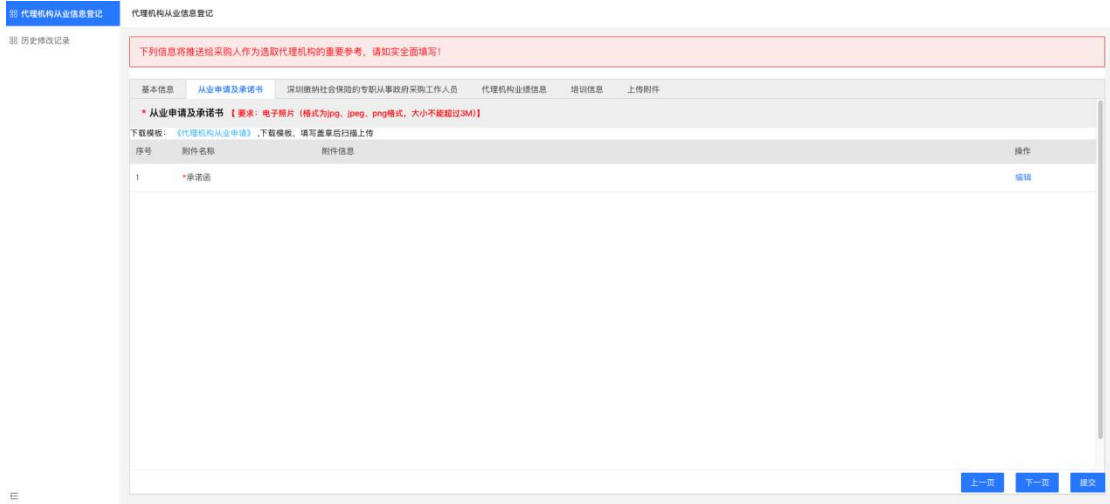 代理机构从业信息登记
历史修改记录
代理机构从业信息登记
下列信息将推送给采购人作为选取代理机构的重要参考，请如实全面填写！
基本信息 从业申请及承诺书 深圳缴纳社会保险的专职从事政府采购工作人员 代理机构业绩信息 培训信息 上传附件
* 从业申请及承诺书 【 要求：电子照片（格式为jpg、jpeg、png格式，大小不能超过3M）】
下载模板： 《代理机构从业申请》 ,下载模板，填写盖章后扫描上传
序号 附件名称 附件信息 操作
1 *承诺函 编辑
上一页 下一页 提交